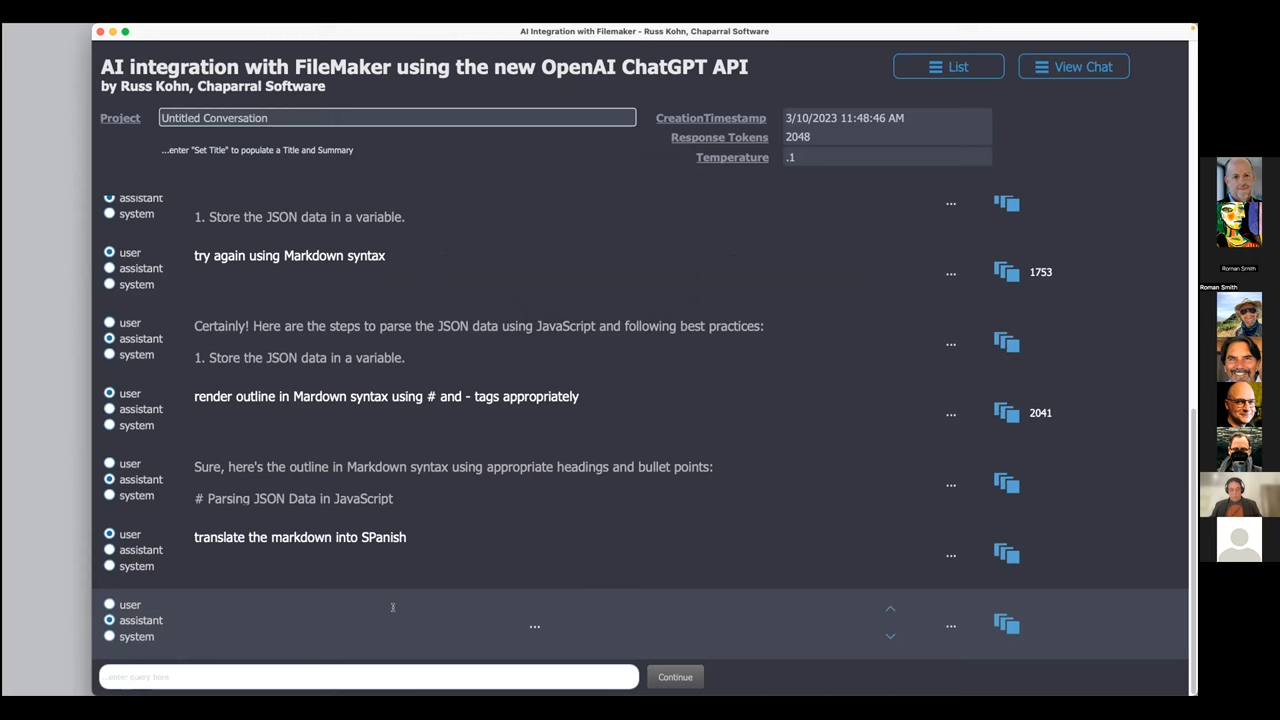 AI Integration with Filemaker - Russ Kohn, Chaparral Software
AI integration with FileMaker using the new OpenAI ChatGPT API
by Russ Kohn, Chaparral Software
List
View Chat
Project
Untitled Conversation
CreationTimestamp
3/10/2023 11:48:46 AM
Response Tokens
2048
...enter "Set Title" to populate a Title and Summary
Temperature
.1
assistant
system
1. Store the JSON data in a variable.
...
user
assistant
system
try again using Markdown syntax
...
1753
user
assistant
system
Certainly! Here are the steps to parse the JSON data using JavaScript and following best practices:
1. Store the JSON data in a variable.
...
user
assistant
system
render outline in Mardown syntax using # and - tags appropriately
...
2041
user
assistant
system
Sure, here's the outline in Markdown syntax using appropriate headings and bullet points:
# Parsing JSON Data in JavaScript
...
user
assistant
system
translate the markdown into SPanish
...
user
assistant
system
...
...
...enter query here
Continue
Roman Smith
Roman Smith